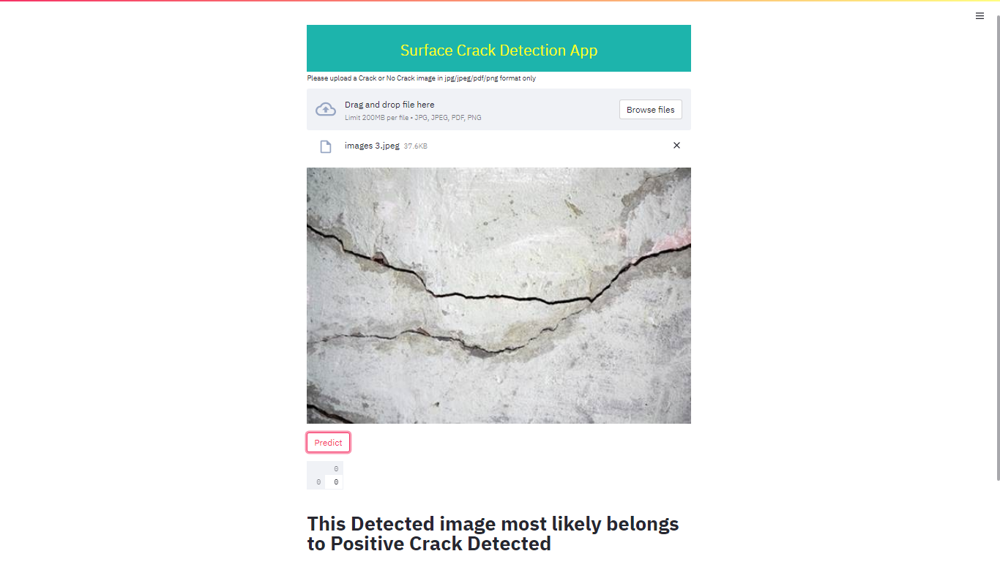 Surface Crack Detection App
Please upload a Crack or No Crack image in jpg/jpeg/pdf/png format only
Drag and drop file here
Limit 200MB per file • JPG, JPEG, PDF, PNG
Browse files
images 3.jpeg 37.6KB
Predict
0
0 0
This Detected image most likely belongs
to Positive Crack Detected